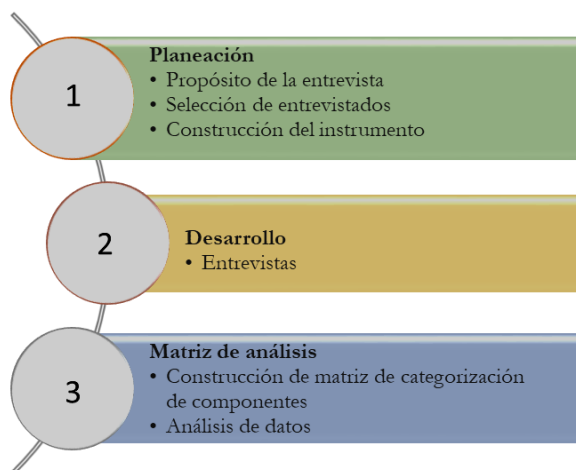 1
Planeación
• Propósito de la entrevista
• Selección de entrevistados
• Construcción del instrumento
2
Desarrollo
• Entrevistas
3
Matriz de análisis
• Construcción de matriz de categorización
de componentes
• Análisis de datos